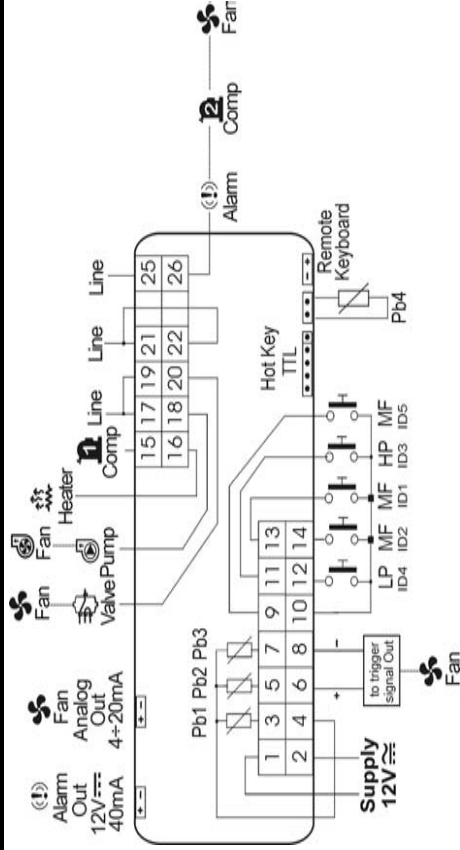 Alarm
Out
12V⎓
40mA
Fan
Analog
Out
4÷20mA
Fan
Valve
Fan
Pump
Heater
1
Comp
Line
Line
Line
Alarm
2
Comp
Fan
+ -
+ -
15 17 19 21 25
16 18 20 22 26
Hot Key
TTL
- +
Remote
Keyboard
Pb4
Pb1 Pb2 Pb3
1 3 5 7 9 11 13
2 4 6 8 10 12 14
Supply
12V≂
+ -
to trigger
signal Out
Fan
LP MF MF HP MF
ID4 ID2 ID1 ID3 ID5